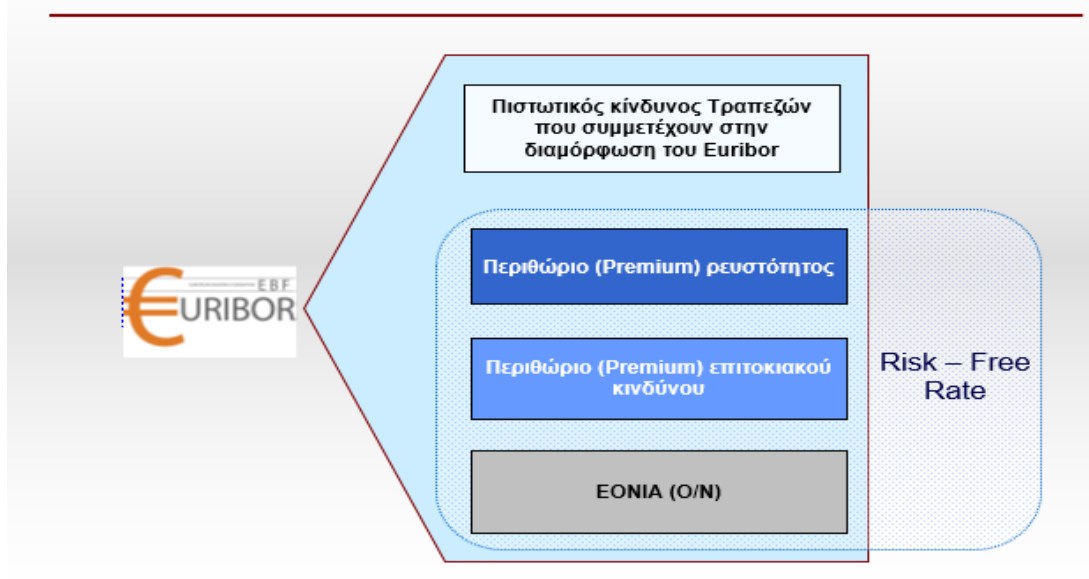 Πιστωτικός κίνδυνος Τραπεζών
που συμμετέχουν στην
διαμόρφωση του Euribor
Περιθώριο (Premium) ρευστότητος
EBF
€URIBOR
Περιθώριο (Premium) επιτοκιακού
κινδύνου
Risk – Free
Rate
EONIA (O/N)